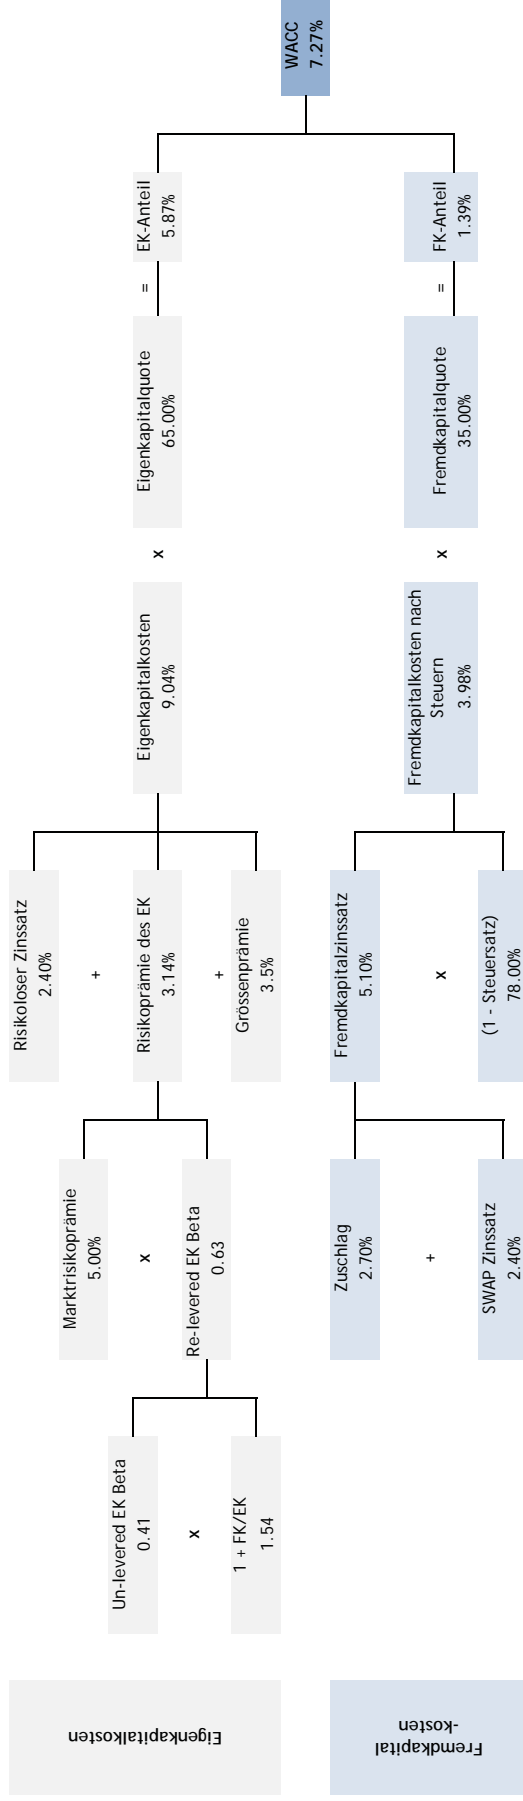 Eigenkapitalkosten
Un-levered EK Beta
0.41
x
1 + FK/EK
1.54
Marktrisikoprämie
5.00%
x
Re-levered EK Beta
0.63
Risikoloser Zinssatz
2.40%
+
Risikoprämie des EK
3.14%
+
Grössenprämie
3.5%
Eigenkapitalkosten
9.04%
x
Eigenkapitalquote
65.00%
=
EK-Anteil
5.87%
Fremdkapital
-kosten
Zuschlag
2.70%
+
SWAP Zinssatz
2.40%
Fremdkapitalzinssatz
5.10%
x
(1 - Steuersatz)
78.00%
Fremdkapitalkosten nach
Steuern
3.98%
x
Fremdkapitalquote
35.00%
=
FK-Anteil
1.39%
WACC
7.27%